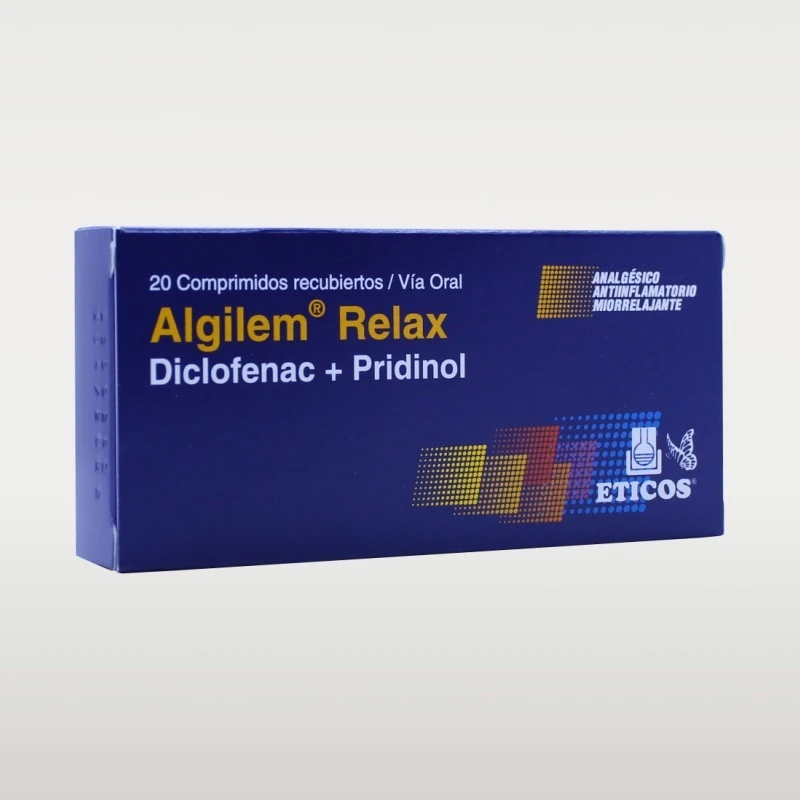 20 Comprimidos recubiertos / Vía Oral
Algilem® Relax
Diclofenac + Pridinol
ANALGÉSICO
ANTIINFLAMATORIO
MIORRELAJANTE
ETICOS®